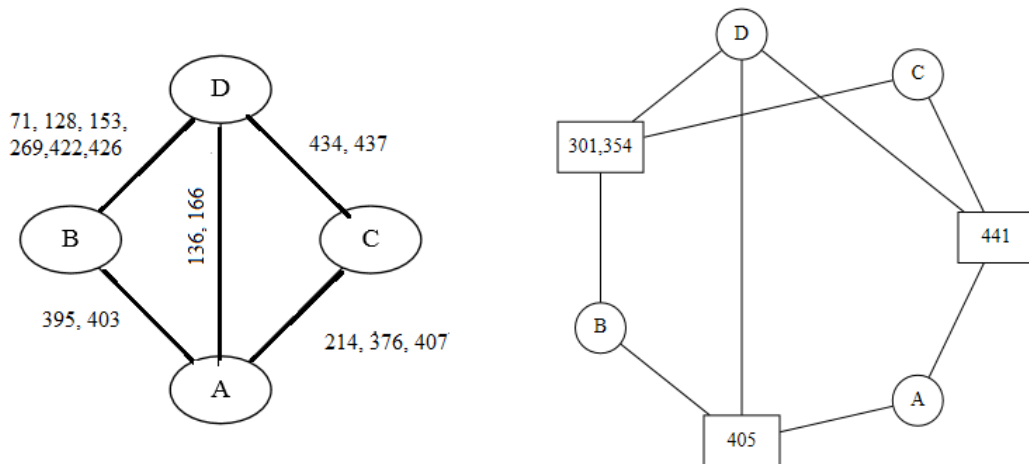 D
71, 128, 153,
269,422,426
434, 437
136, 166
B
C
395, 403
214, 376, 407
A
D
C
301,354
441
B
A
405